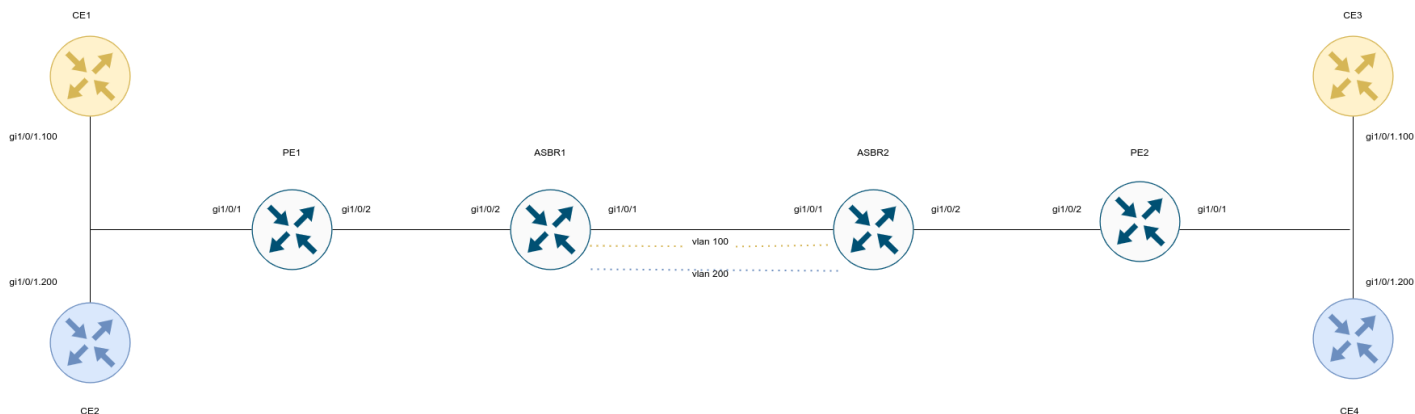 CE1
CE3
gi1/0/1.100
gi1/0/1.100
PE1
ASBR1
ASBR2
PE2
gi1/0/1
gi1/0/2
gi1/0/2
gi1/0/1
gi1/0/1
gi1/0/2
gi1/0/2
gi1/0/1
vlan 100
vlan 200
gi1/0/1.200
gi1/0/1.200
CE2
CE4